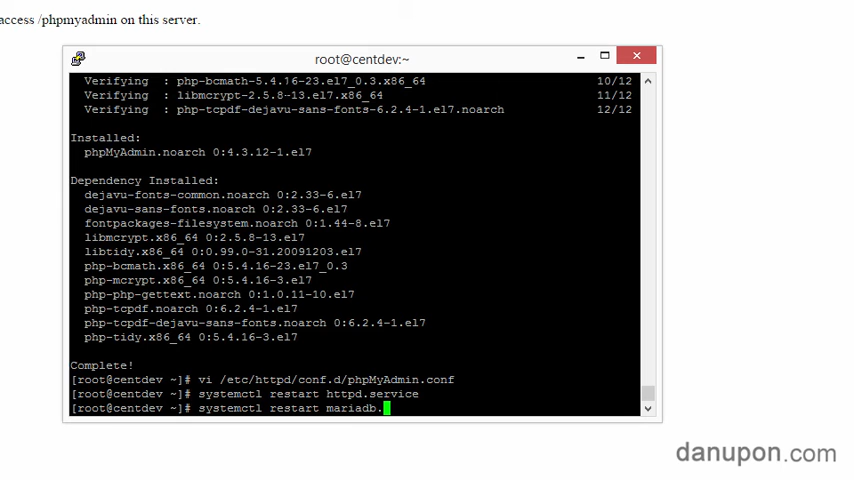 access /phpmyadmin on this server.
root@centdev:~
Verifying : php-bcmath-5.4.16-23.el7_0.3.x86_64 10/12
Verifying : libmcrypt-2.5.8-13.el7.x86_64 11/12
Verifying : php-tcpdf-dejavu-sans-fonts-6.2.4-1.el7.noarch 12/12
Installed:
phpMyAdmin.noarch 0:4.3.12-1.el7
Dependency Installed:
dejavu-fonts-common.noarch 0:2.33-6.el7
dejavu-sans-fonts.noarch 0:2.33-6.el7
fontpackages-filesystem.noarch 0:1.44-8.el7
libmcrypt.x86_64 0:2.5.8-13.el7
libtidy.x86_64 0:0.99.0-31.20091203.el7
php-bcmath.x86_64 0:5.4.16-23.el7_0.3
php-mcrypt.x86_64 0:5.4.16-3.el7
php-php-gettext.noarch 0:1.0.11-10.el7
php-tcpdf.noarch 0:6.2.4-1.el7
php-tcpdf-dejavu-sans-fonts.noarch 0:6.2.4-1.el7
php-tidy.x86_64 0:5.4.16-3.el7
Complete!
[root@centdev ~]# vi /etc/httpd/conf.d/phpMyAdmin.conf
[root@centdev ~]# systemctl restart httpd.service
[root@centdev ~]# systemctl restart mariadb.
danupon.com